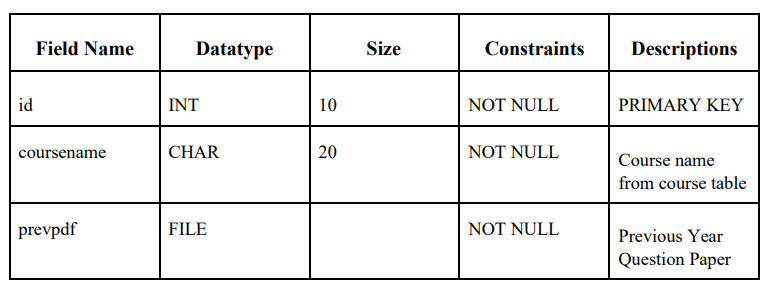 Field Name Datatype Size Constraints Descriptions
id INT 10 NOT NULL PRIMARY KEY
coursename CHAR 20 NOT NULL Course name
from course table
prevpdf FILE NOT NULL Previous Year
Question Paper